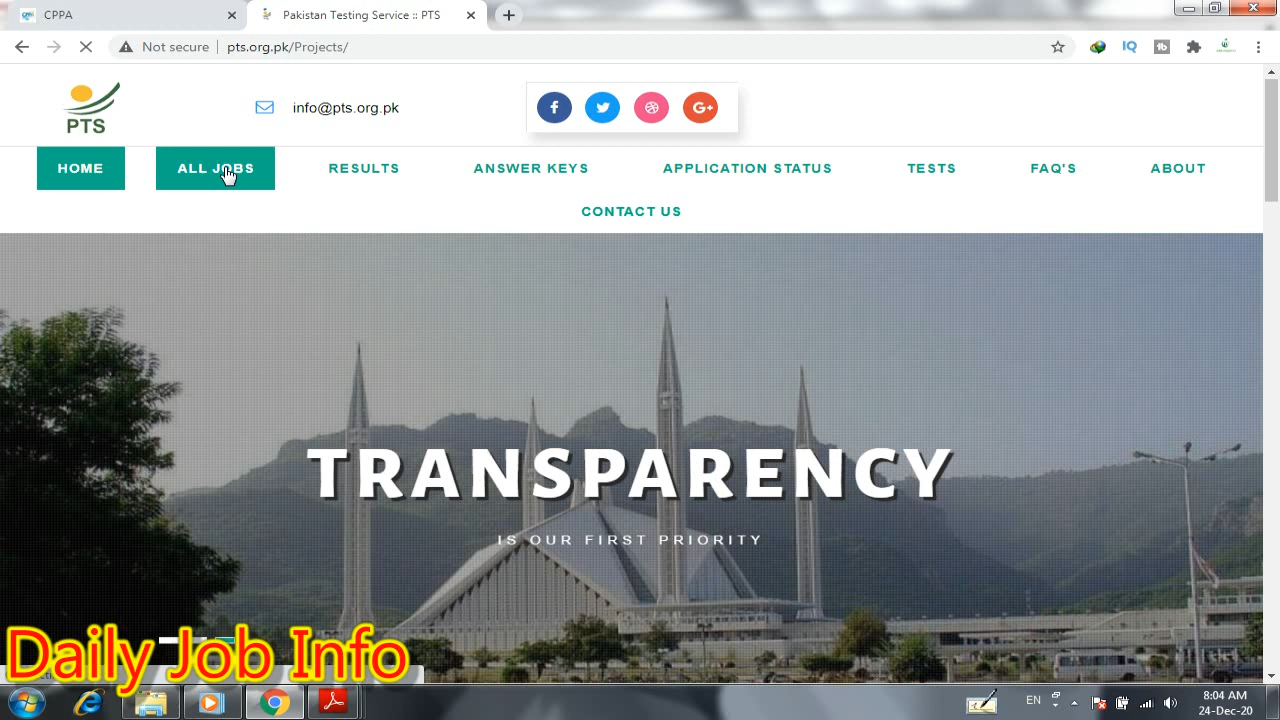 CPPA
Pakistan Testing Service :: PTS
Not secure
pts.org.pk/Projects/
IQ
PTS
info@pts.org.pk
HOME
ALL JOBS
RESULTS
ANSWER KEYS
APPLICATION STATUS
TESTS
FAQ'S
ABOUT
CONTACT US
TRANSPARENCY
IS OUR FIRST PRIORITY
Daily Job Info
EN
8:04 AM
24-Dec-20